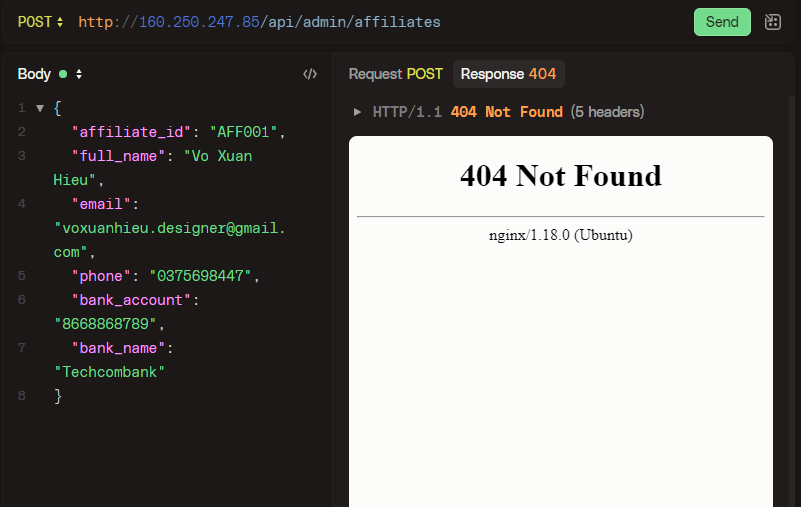 POST http://160.250.247.85/api/admin/affiliates Send
Body
Request POST Response 404
HTTP/1.1 404 Not Found (5 headers)
1 {
2 "affiliate_id": "AFF001",
3 "full_name": "Vo Xuan
Hieu",
4 "email":
"voxuanhieu.designer@gmail.
com",
5 "phone": "0375698447",
6 "bank_account":
"8668868789",
7 "bank_name":
"Techcombank"
8 }
404 Not Found
nginx/1.18.0 (Ubuntu)